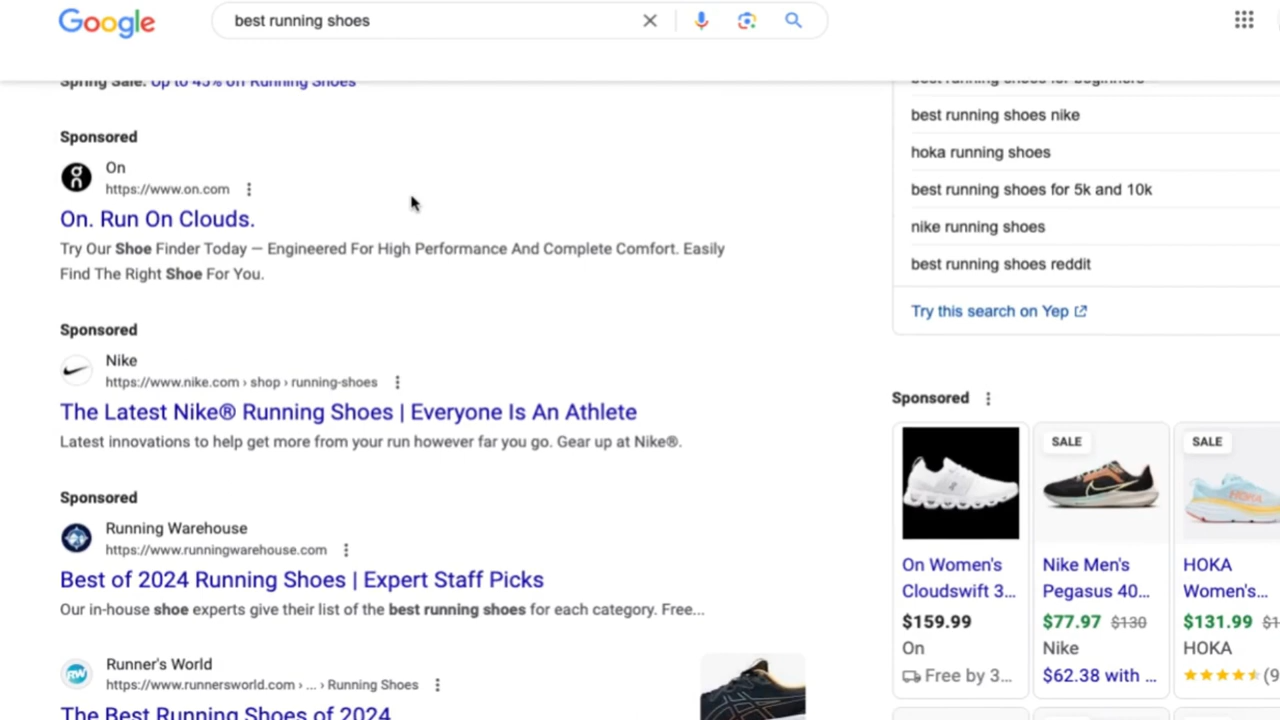 Google
best running shoes
Spring Sale: Up to 45% off Running Shoes
Sponsored
On
https://www.on.com
On. Run On Clouds.
Try Our Shoe Finder Today — Engineered For High Performance And Complete Comfort. Easily
Find The Right Shoe For You.
Sponsored
Nike
https://www.nike.com › shop › running-shoes
The Latest Nike® Running Shoes | Everyone Is An Athlete
Latest innovations to help get more from your run however far you go. Gear up at Nike®.
Sponsored
Running Warehouse
https://www.runningwarehouse.com
Best of 2024 Running Shoes | Expert Staff Picks
Our in-house shoe experts give their list of the best running shoes for each category. Free...
RW
Runner's World
https://www.runnersworld.com › ... › Running Shoes
The Best Running Shoes of 2024
best running shoes for beginners
best running shoes nike
hoka running shoes
best running shoes for 5k and 10k
nike running shoes
best running shoes reddit
Try this search on Yep
Sponsored
On Women's
Cloudswift 3...
$159.99
On
Free by 3...
SALE
Nike Men's
Pegasus 40...
$77.97 $130
Nike
$62.38 with ...
SALE
HOKA
HOKA
Women's...
$131.99 $1
HOKA
(9